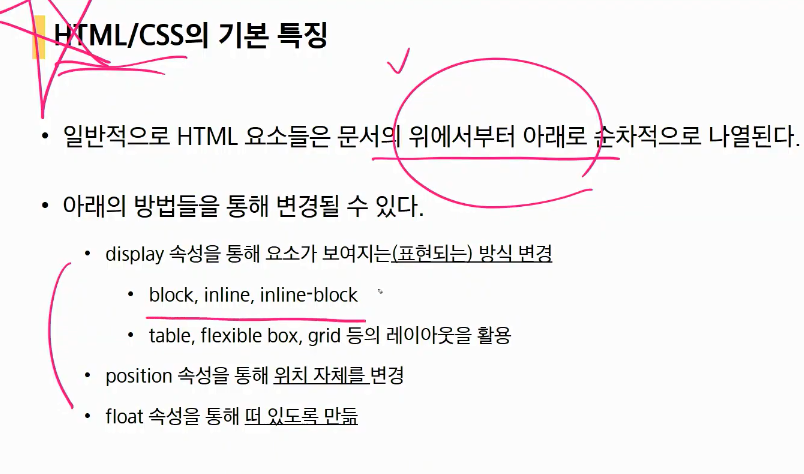 HTML/CSS의 기본 특징
• 일반적으로 HTML 요소들은 문서의 위에서부터 아래로 순차적으로 나열된다.
• 아래의 방법들을 통해 변경될 수 있다.
• display 속성을 통해 요소가 보여지는(표현되는) 방식 변경
• block, inline, inline-block
• table, flexible box, grid 등의 레이아웃을 활용
• position 속성을 통해 위치 자체를 변경
• float 속성을 통해 떠 있도록 만듦